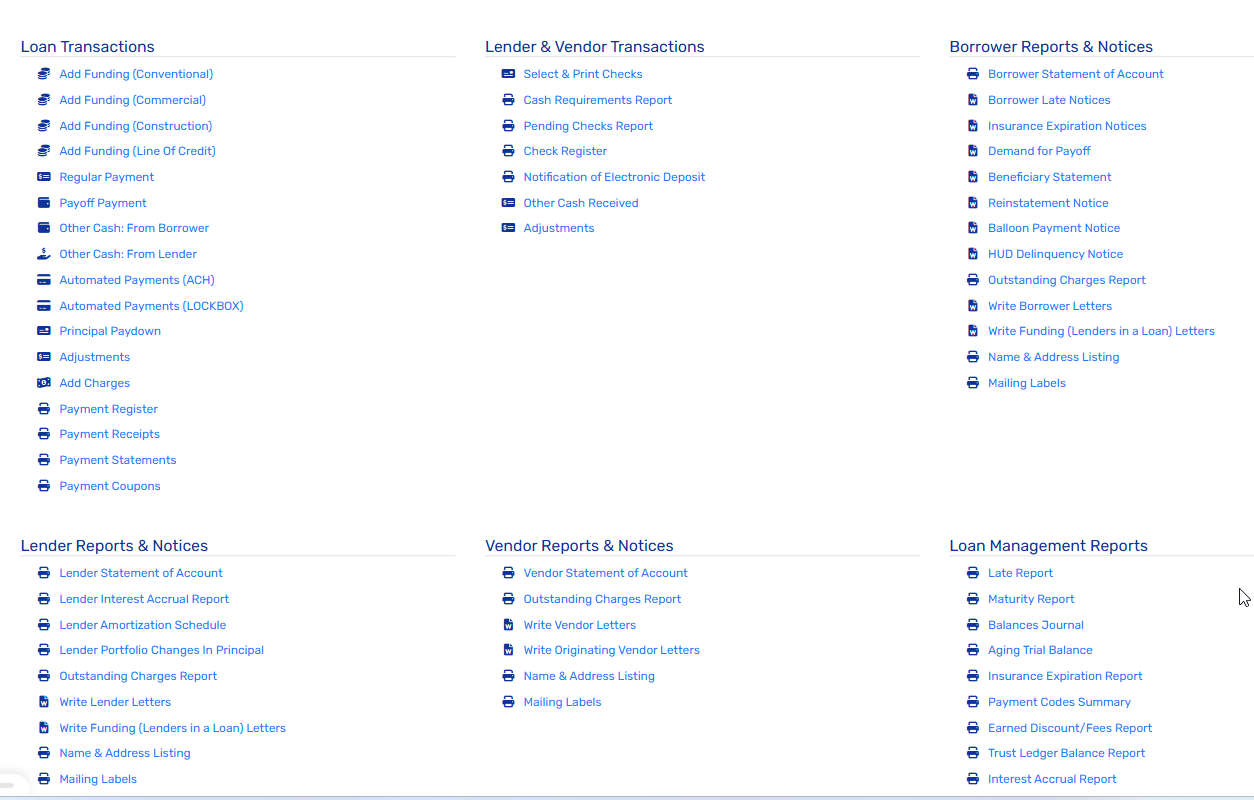 Loan Transactions
Add Funding (Conventional)
Add Funding (Commercial)
Add Funding (Construction)
Add Funding (Line Of Credit)
Regular Payment
Payoff Payment
Other Cash: From Borrower
Other Cash: From Lender
Automated Payments (ACH)
Automated Payments (LOCKBOX)
Principal Paydown
Adjustments
Add Charges
Payment Register
Payment Receipts
Payment Statements
Payment Coupons
Lender & Vendor Transactions
Select & Print Checks
Cash Requirements Report
Pending Checks Report
Check Register
Notification of Electronic Deposit
Other Cash Received
Adjustments
Borrower Reports & Notices
Borrower Statement of Account
Borrower Late Notices
Insurance Expiration Notices
Demand for Payoff
Beneficiary Statement
Reinstatement Notice
Balloon Payment Notice
HUD Delinquency Notice
Outstanding Charges Report
Write Borrower Letters
Write Funding (Lenders in a Loan) Letters
Name & Address Listing
Mailing Labels
Lender Reports & Notices
Lender Statement of Account
Lender Interest Accrual Report
Lender Amortization Schedule
Lender Portfolio Changes In Principal
Outstanding Charges Report
Write Lender Letters
Write Funding (Lenders in a Loan) Letters
Name & Address Listing
Mailing Labels
Vendor Reports & Notices
Vendor Statement of Account
Outstanding Charges Report
Write Vendor Letters
Write Originating Vendor Letters
Name & Address Listing
Mailing Labels
Loan Management Reports
Late Report
Maturity Report
Balances Journal
Aging Trial Balance
Insurance Expiration Report
Payment Codes Summary
Earned Discount/Fees Report
Trust Ledger Balance Report
Interest Accrual Report